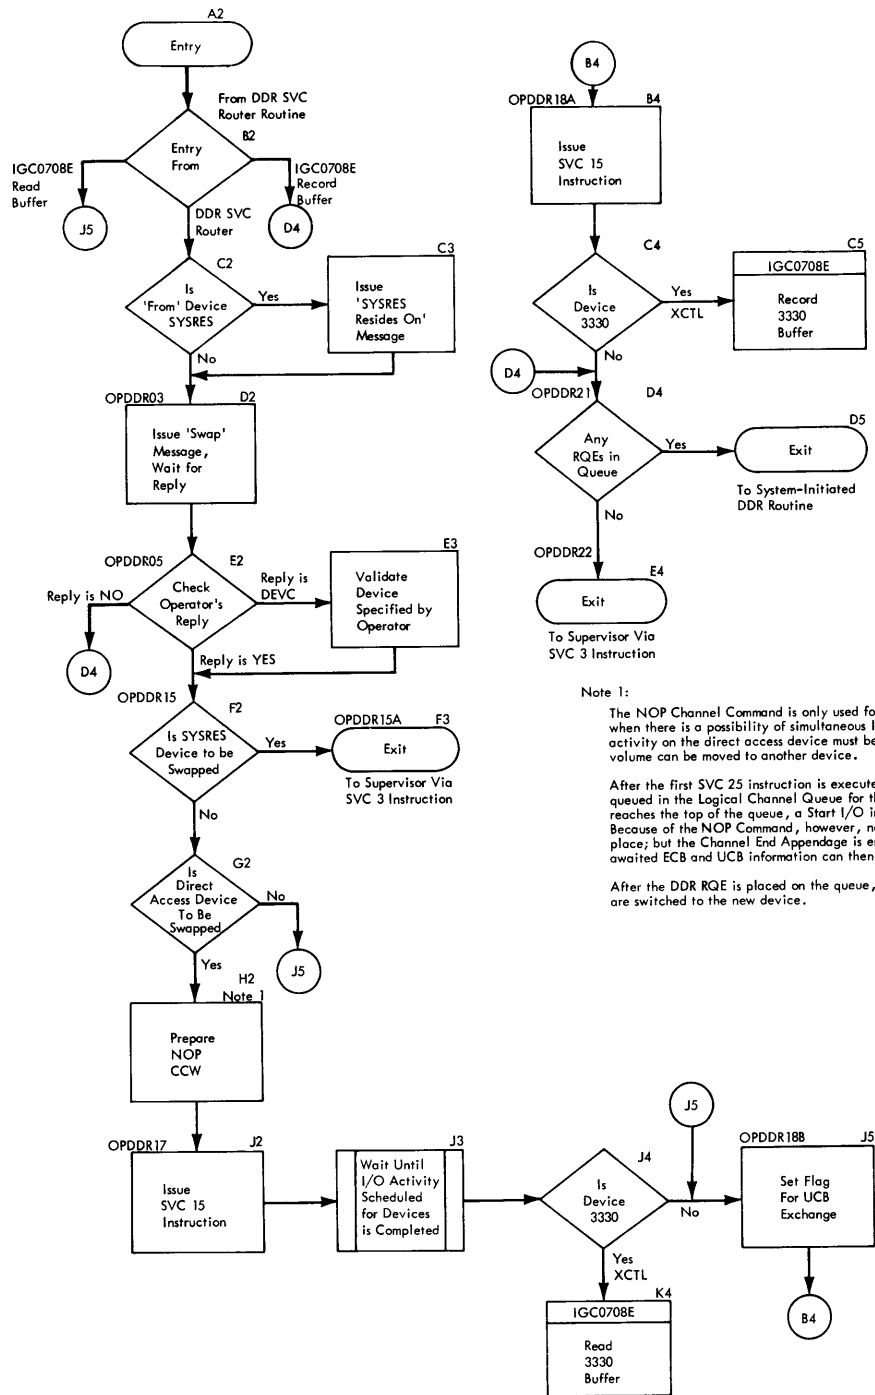 A2
Entry
From DDR SVC
Router Routine
B2
Entry
From
IGC0708E
Read
Buffer
J5
IGC0708E
Record
Buffer
D4
DDR SVC
Router
C2
Is
'From' Device
SYSRES
Yes
No
C3
Issue
'SYSRES
Resides On'
Message
OPDDR03
D2
Issue 'Swap'
Message,
Wait for
Reply
OPDDR05
E2
Check
Operator's
Reply
Reply is NO
D4
Reply is
DEVC
E3
Validate
Device
Specified by
Operator
Reply is YES
OPDDR15
F2
Is SYSRES
Device to be
Swapped
Yes
OPDDR15A
F3
Exit
To Supervisor Via
SVC 3 Instruction
No
G2
Is
Direct
Access Device
To Be
Swapped
No
J5
Yes
H2
Note 1
Prepare
NOP
CCW
OPDDR17
J2
Issue
SVC 15
Instruction
J3
Wait Until
I/O Activity
Scheduled
for Devices
is Completed
J4
Is
Device
3330
No
J5
Yes
XCTL
K4
IGC0708E
Read
3330
Buffer
OPDDR18B
J5
Set Flag
For UCB
Exchange
B4
B4
OPDDR18A
B4
Issue
SVC 15
Instruction
C4
Is
Device
3330
Yes
XCTL
C5
IGC0708E
Record
3330
Buffer
No
D4
OPDDR21
D4
Any
RQEs in
Queue
Yes
D5
Exit
To System-Initiated
DDR Routine
No
OPDDR22
E4
Exit
To Supervisor Via
SVC 3 Instruction
Note 1:
The NOP Channel Command is only used fo
when there is a possibility of simultaneous I
activity on the direct access device must be
volume can be moved to another device.
After the first SVC 25 instruction is execute
queued in the Logical Channel Queue for th
reaches the top of the queue, a Start I/O in
Because of the NOP Command, however, no
place; but the Channel End Appendage is en
awaited ECB and UCB information can then
After the DDR RQE is placed on the queue,
are switched to the new device.